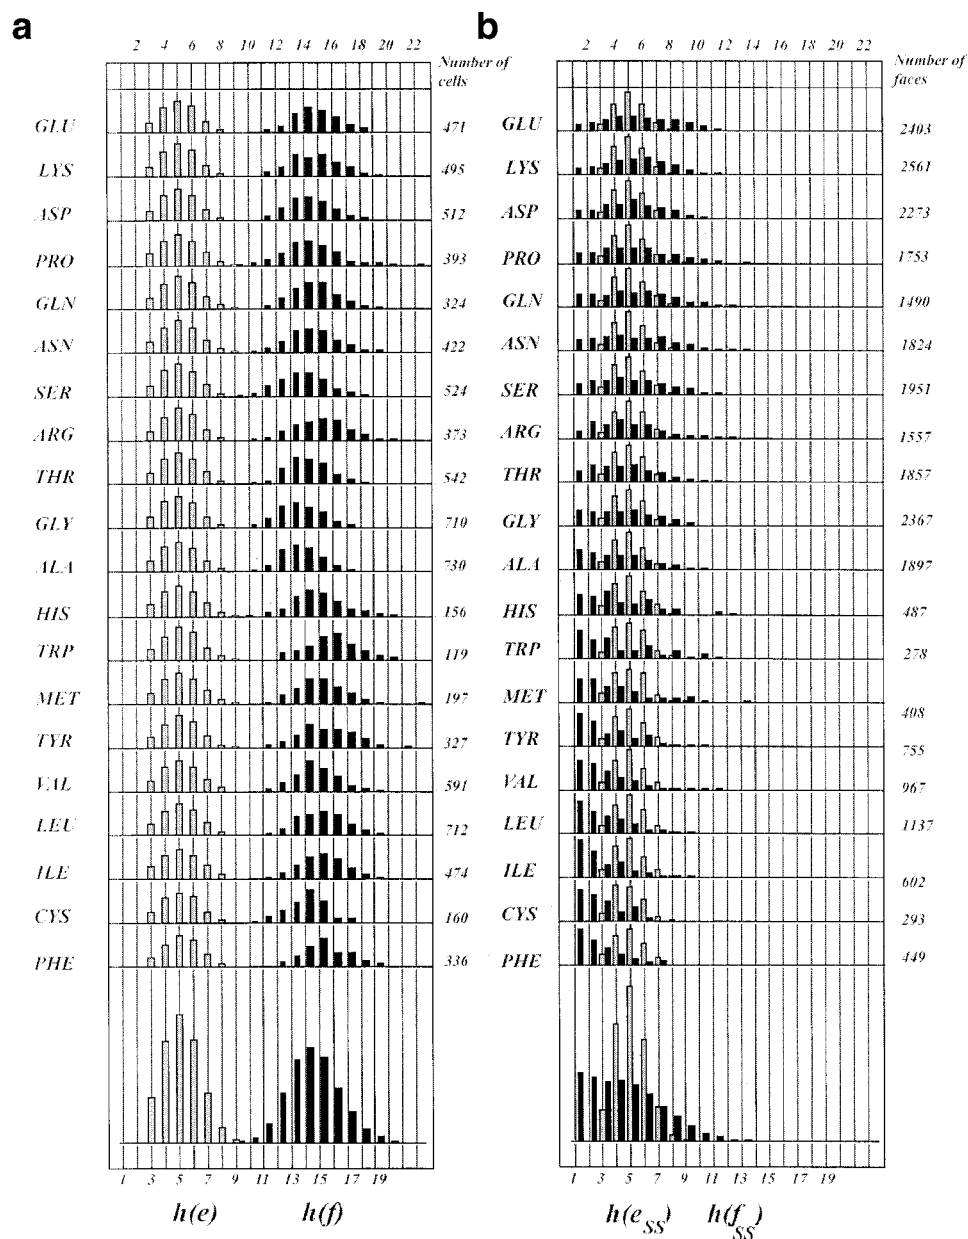 a
2 4 6 8 10 12 14 16 18 20 22
Number of
cells
GLU 471
LYS 495
ASP 512
PRO 393
GLN 324
ASN 422
SER 524
ARG 373
THR 542
GLY 710
ALA 730
HIS 156
TRP 119
MET 197
TYR 327
VAL 591
LEU 712
ILE 474
CYS 160
PHE 336
1 3 5 7 9 11 13 15 17 19
h(e) h(f)
b
2 4 6 8 10 12 14 16 18 20 22
Number of
faces
GLU 2403
LYS 2561
ASP 2273
PRO 1753
GLN 1490
ASN 1824
SER 1951
ARG 1557
THR 1857
GLY 2367
ALA 1897
HIS 487
TRP 278
MET 408
TYR 755
VAL 967
LEU 1137
ILE 602
CYS 293
PHE 449
1 3 5 7 9 11 13 15 17 19
h(e_SS) h(f_SS)